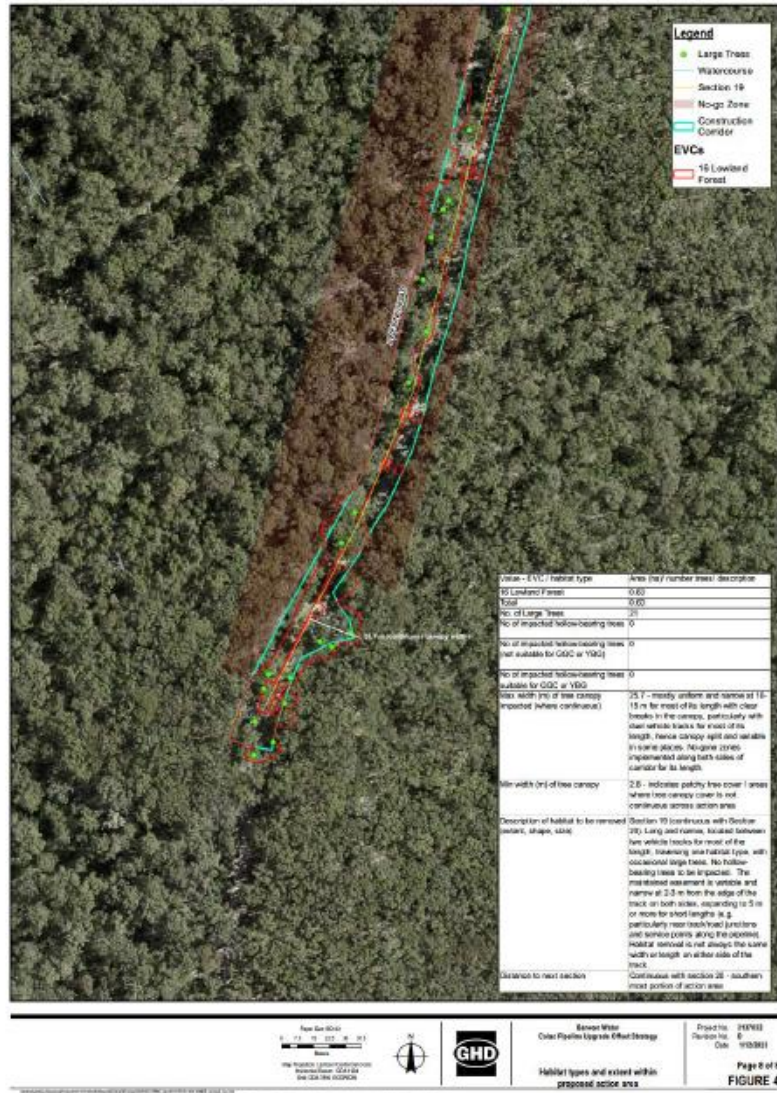 Legend
Large Trees
Watercourse
Section 19
No-go Zone
Construction
Corridor
EVCs
16 Lowland
Forest
Value - EVC / habitat type Area (ha)/ number trees/ description
16 Lowland Forest 0.63
Total 0.63
No. of Large Trees 21
No of impacted hollow-bearing trees 0
No of impacted hollow-bearing trees 0
(not suitable for GGC or YBG)
No of impacted hollow-bearing trees 0
suitable for GGC or YBG
Max width (m) of tree canopy 25.7 - mostly uniform and narrow at 10-
impacted (where continuous) 15 m for most of its length with clear
breaks in the canopy, particularly with
dual vehicle tracks for most of its
length, hence canopy split and variable
in some places. No-gone zones
implemented along both sides of
corridor for its length.
Min width (m) of tree canopy 2.8 - indicates patchy tree cover / areas
where tree canopy cover is not
continuous across action area
Description of habitat to be removed Section 19 (continuous with Section
(extent, shape, size) 20). Long and narrow, located between
two vehicle tracks for most of the
length, traversing one habitat type, with
occasional large trees. No hollow-
bearing trees to be impacted. The
maintained easement is variable and
narrow at 2-3 m from the edge of the
track on both sides, expanding to 5 m
or more for short lengths (e.g.
particularly near track/road junctions
and service points along the pipeline).
Habitat removal is not always the same
width or length on either side of the
track.
Distance to next section Continuous with section 20 - southern
most portion of action area
Metres
N
GHD
Barwon Water
Colac Pipeline Upgrade Offset Strategy
Habitat types and extent within
proposed action area
Project No.
Revision No.
Date
Page 8 of
FIGURE 4